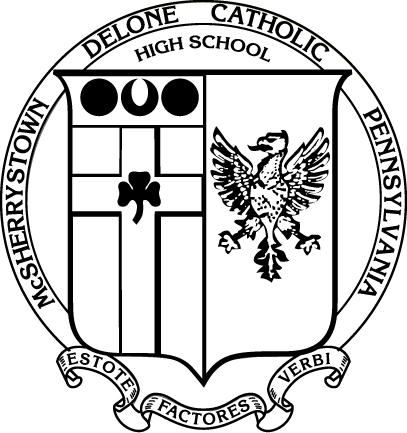 DELONE CATHOLIC
HIGH SCHOOL
McSHERRYSTOWN
PENNSYLVANIA
ESTOTE
FACTORES
VERBI